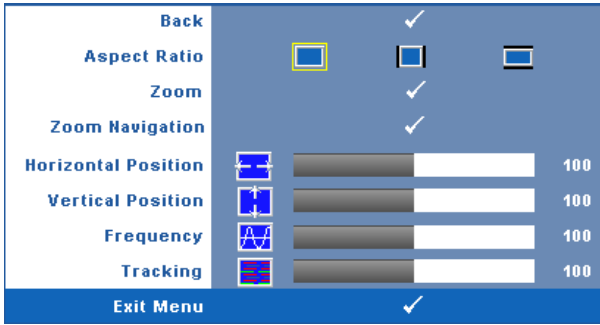 Back
Aspect Ratio
Zoom
Zoom Navigation
Horizontal Position 100
Vertical Position 100
Frequency 100
Tracking 100
Exit Menu